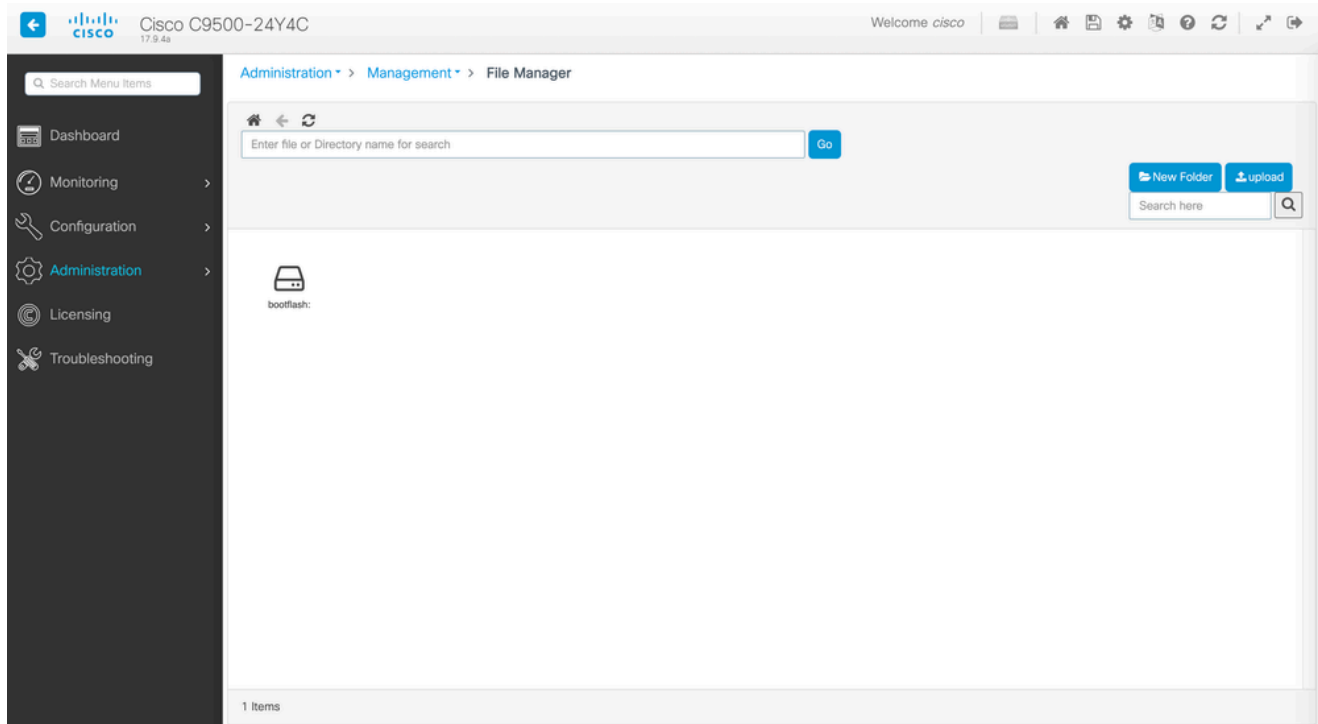 CISCO
Cisco C9500-24Y4C
17.9.4a
Welcome cisco
Search Menu Items
Dashboard
Monitoring
Configuration
Administration
Licensing
Troubleshooting
Administration > Management > File Manager
Enter file or Directory name for search
Go
New Folder
upload
Search here
bootflash:
1 Items